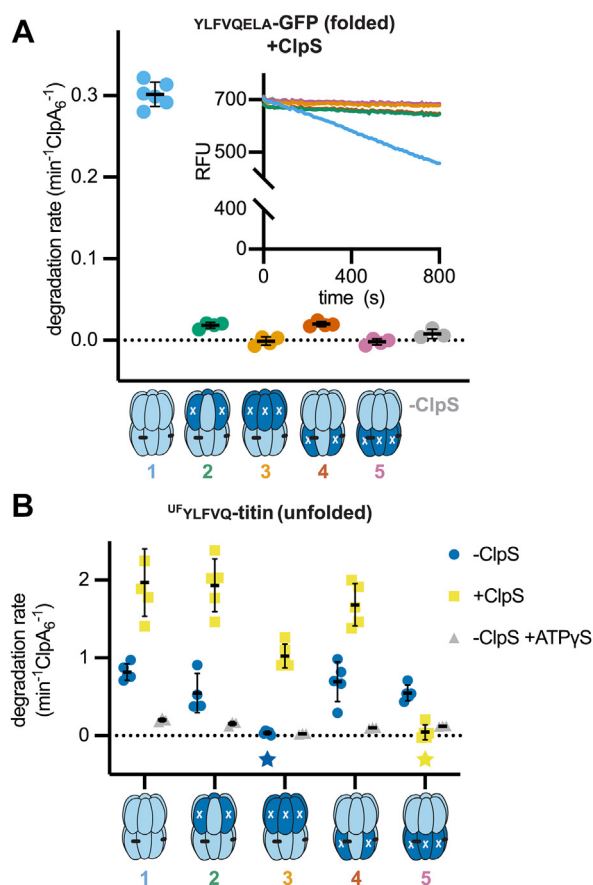 A
YLFVQELA-GFP (folded)
+ClpS
degradation rate (min⁻¹ClpA₆⁻¹)
0.3
0.2
0.1
0.0
RFU
700
500
400
0
0 400 800
time (s)
x x x x x x x x x x
-ClpS
1 2 3 4 5
B
UFYLFVQ-titin (unfolded)
degradation rate
(min⁻¹ClpA₆⁻¹)
2
1
0
-ClpS
+ClpS
-ClpS +ATPγS
x x x x x x x x x x
1 2 3 4 5